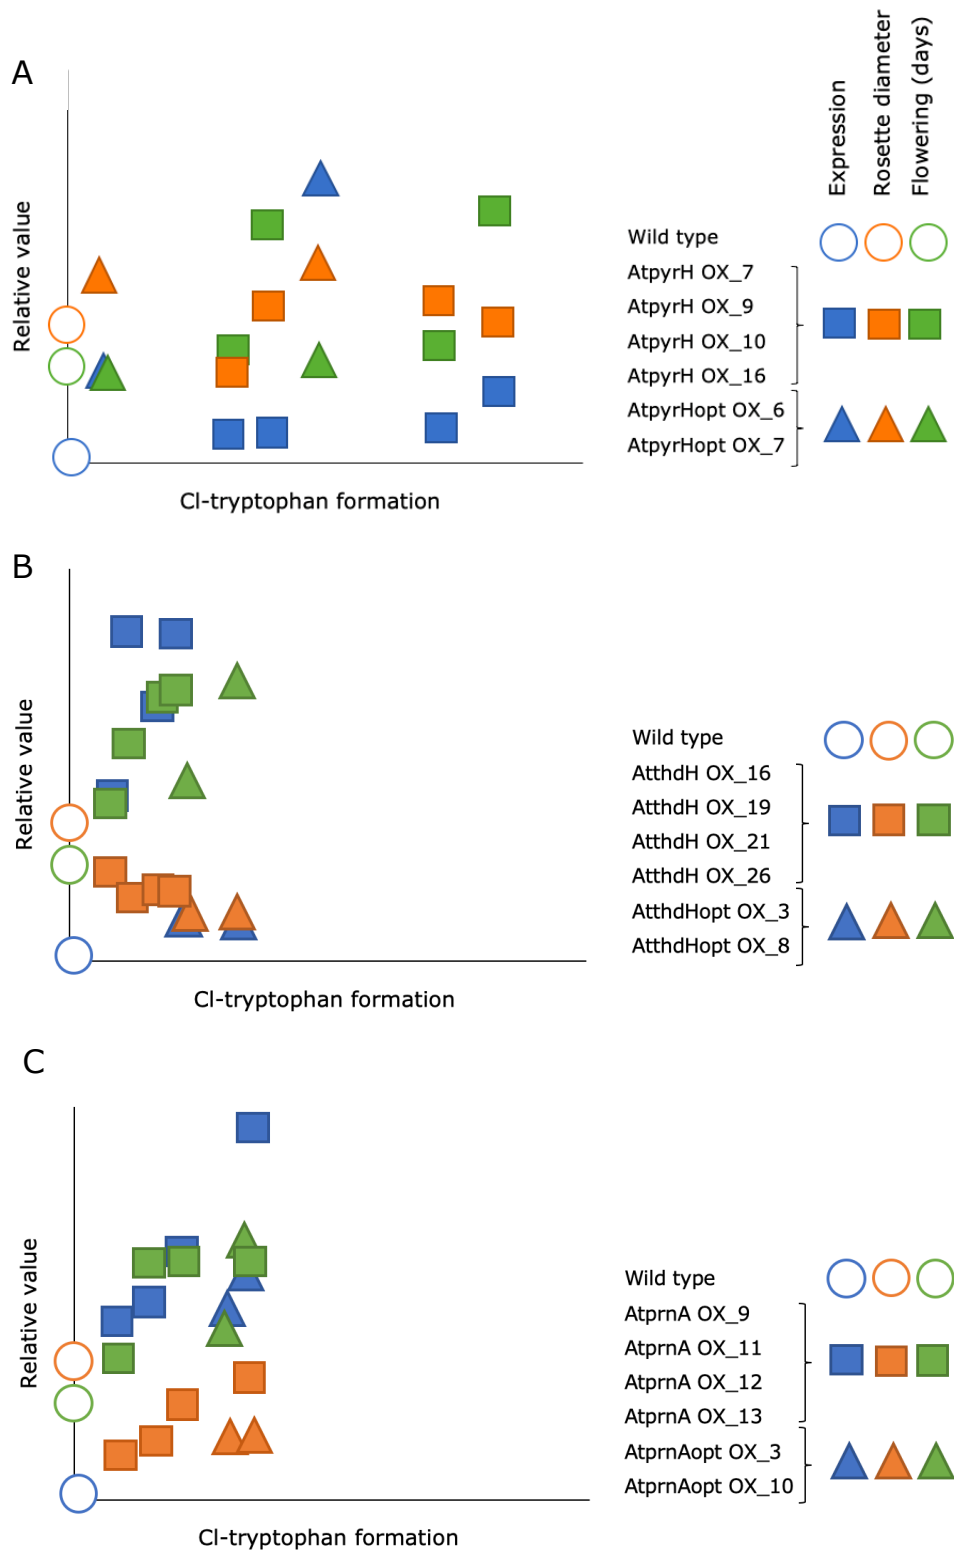 A
Expression
Rosette diameter
Flowering (days)
Relative value
Wild type
AtpyrH OX_7
AtpyrH OX_9
AtpyrH OX_10
AtpyrH OX_16
AtpyrHopt OX_6
AtpyrHopt OX_7
Cl-tryptophan formation
B
Relative value
Wild type
AtthdH OX_16
AtthdH OX_19
AtthdH OX_21
AtthdH OX_26
AtthdHopt OX_3
AtthdHopt OX_8
Cl-tryptophan formation
C
Relative value
Wild type
AtprnA OX_9
AtprnA OX_11
AtprnA OX_12
AtprnA OX_13
AtprnAopt OX_3
AtprnAopt OX_10
Cl-tryptophan formation